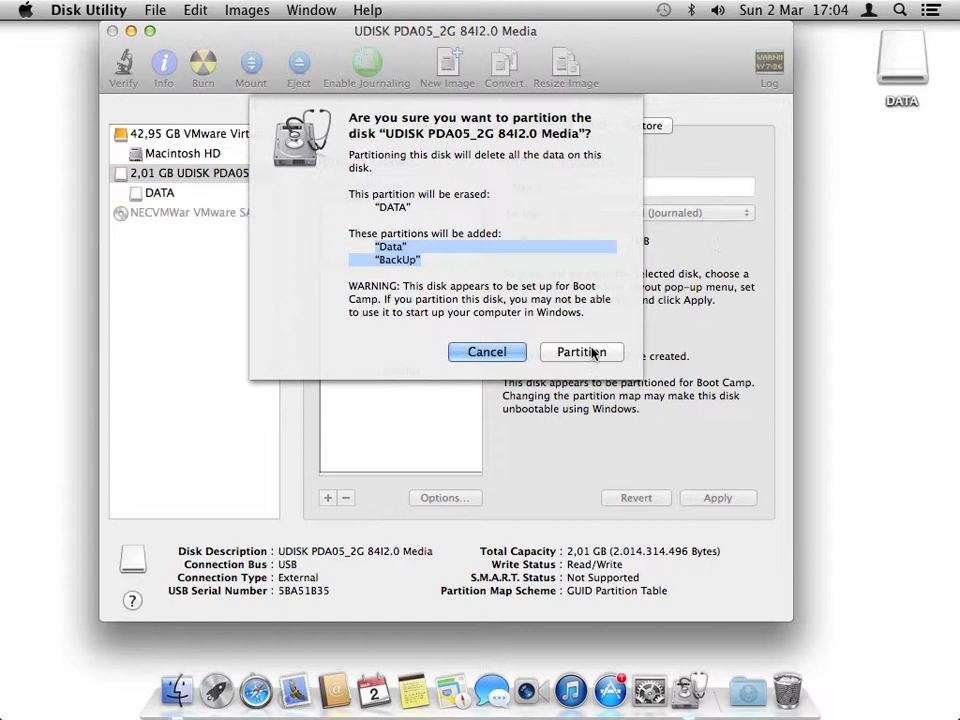 Disk Utility File Edit Images Window Help Sun 2 Mar 17:04
UDISK PDA05_2G 84I2.0 Media
Verify Info Burn Mount Eject Enable Journaling New Image Convert Resize Image Log
WARNI
DATA
42,95 GB VMware Virt
Macintosh HD
2,01 GB UDISK PDA05
DATA
NECVMWar VMware SA
Are you sure you want to partition the
disk “UDISK PDA05_2G 84I2.0 Media”?
Partitioning this disk will delete all the data on this
disk.
This partition will be erased:
“DATA”
These partitions will be added:
“Data”
“BackUp”
WARNING: This disk appears to be set up for Boot
Camp. If you partition this disk, you may not be able
to use it to start up your computer in Windows.
Cancel Partition
tore
(Journaled)
elected disk, choose a
out pop-up menu, set
and click Apply.
created.
This disk appears to be partitioned for Boot Camp.
Changing the partition map may make this disk
unbootable using Windows.
+ − Options... Revert Apply
Disk Description : UDISK PDA05_2G 84I2.0 Media
Connection Bus : USB
Connection Type : External
USB Serial Number : 5BA51B35
Total Capacity : 2,01 GB (2.014.314.496 Bytes)
Write Status : Read/Write
S.M.A.R.T. Status : Not Supported
Partition Map Scheme : GUID Partition Table
?
MAR
2
1